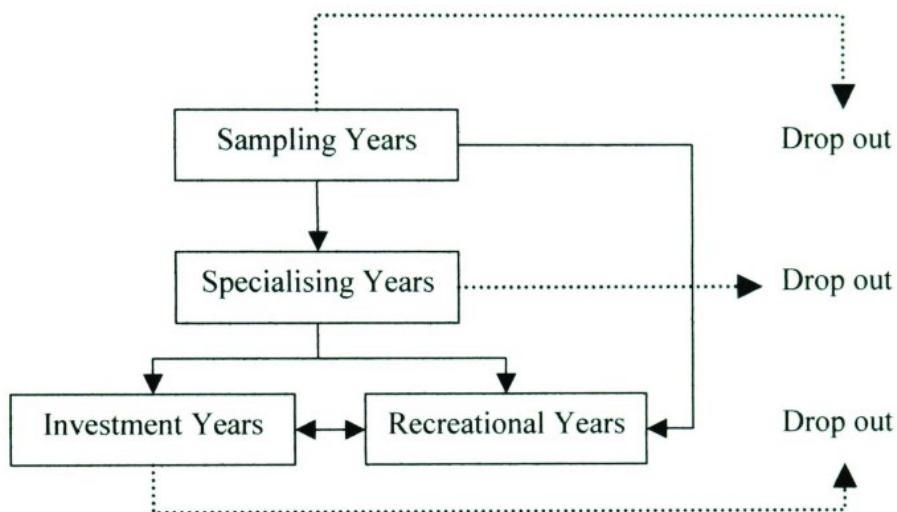 Sampling Years
Drop out
Specialising Years
Drop out
Investment Years
Recreational Years
Drop out